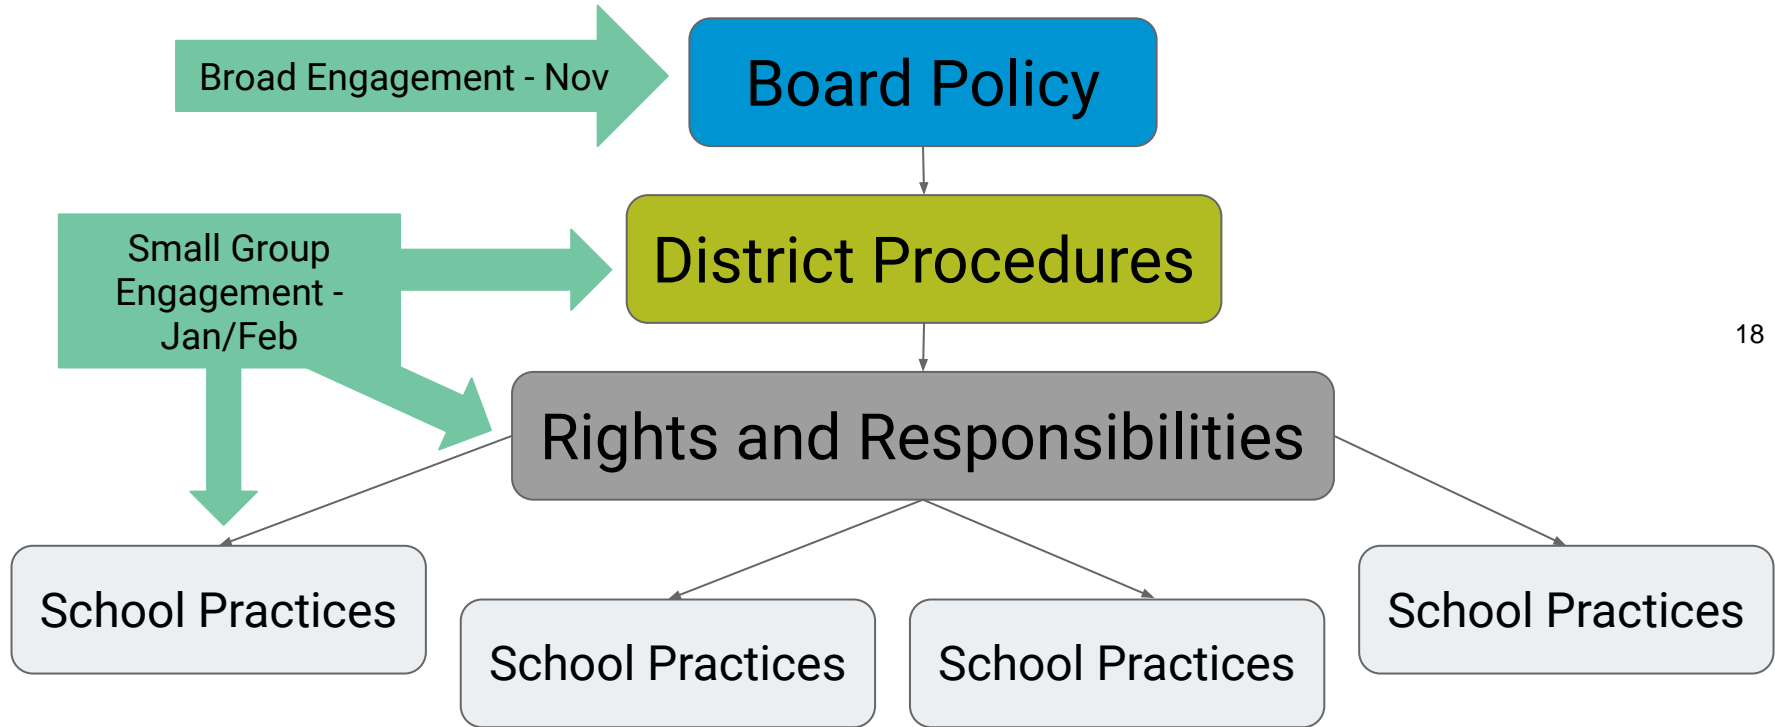 Broad Engagement - Nov
Board Policy
Small Group
Engagement -
Jan/Feb
District Procedures
18
Rights and Responsibilities
School Practices
School Practices
School Practices
School Practices